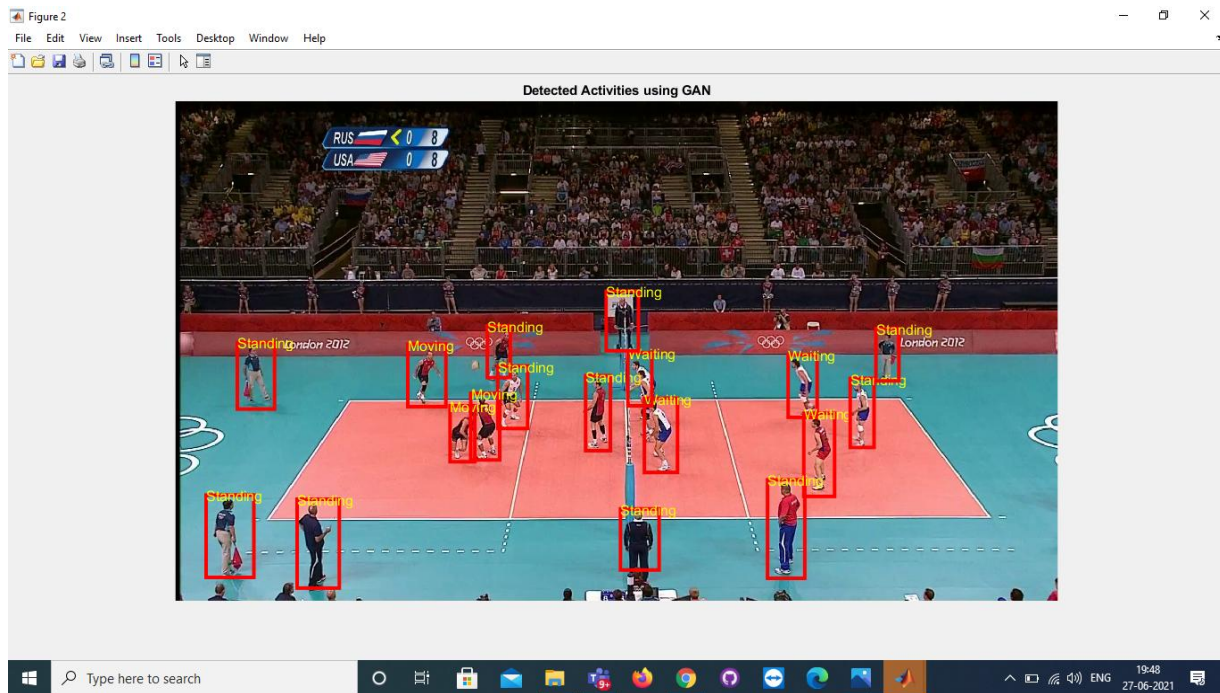 Figure 2
File Edit View Insert Tools Desktop Window Help
Detected Activities using GAN
RUS < 0 8
USA 0 8
Standing
Standing
Standing
Standing
London 2012
Moving
London 2012
Waiting
Waiting
Standing
Standing
Standing
Moving
Waiting
Moving
Waiting
Standing
Standing
Standing
Standing
Type here to search
9+
ENG
19:48
27-06-2021